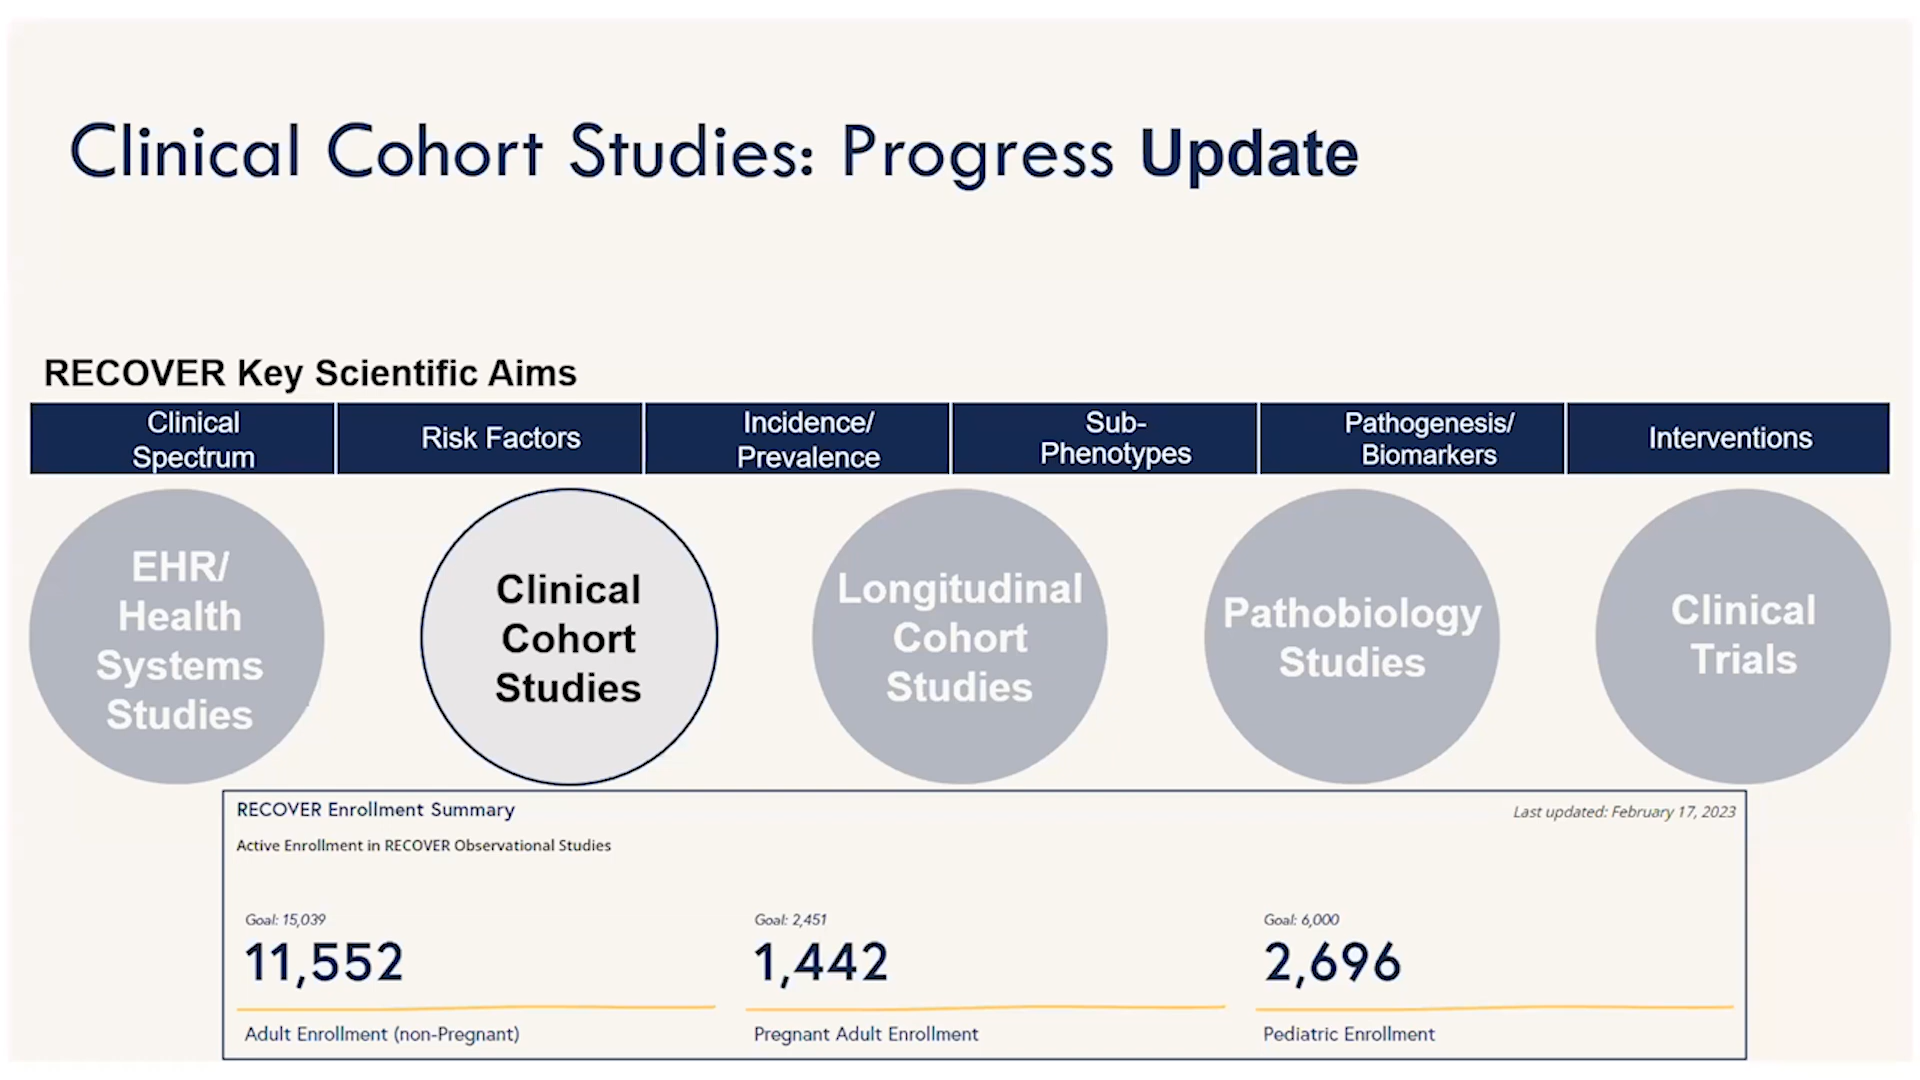 Clinical Cohort Studies: Progress Update
RECOVER Key Scientific Aims
Clinical
Spectrum
Risk Factors
Incidence/
Prevalence
Sub-
Phenotypes
Pathogenesis/
Biomarkers
Interventions
EHR/
Health
Systems
Studies
Clinical
Cohort
Studies
Longitudinal
Cohort
Studies
Pathobiology
Studies
Clinical
Trials
RECOVER Enrollment Summary
Last updated: February 17, 2023
Active Enrollment in RECOVER Observational Studies
Goal: 15,039
11,552
Adult Enrollment (non-Pregnant)
Goal: 2,451
1,442
Pregnant Adult Enrollment
Goal: 6,000
2,696
Pediatric Enrollment